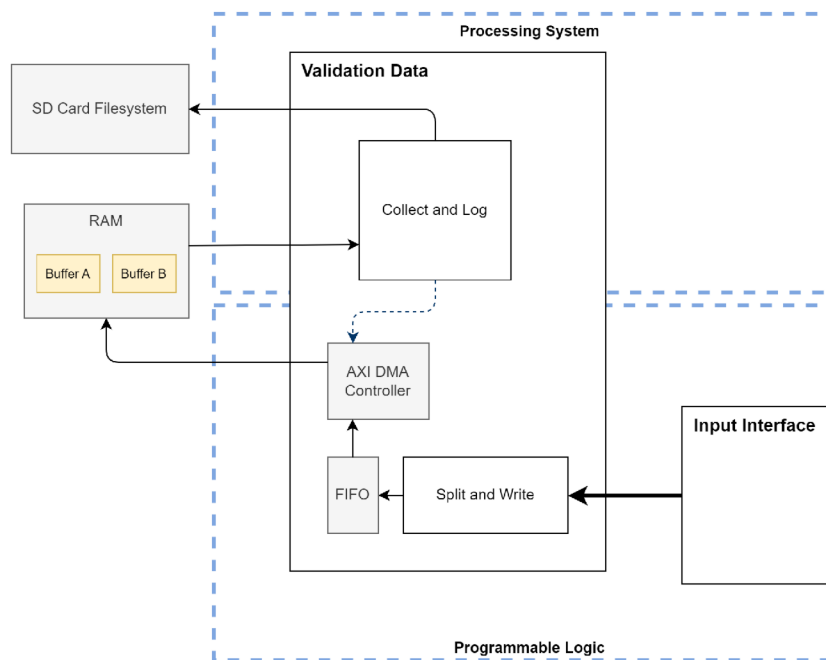 Processing System
Validation Data
SD Card Filesystem
Collect and Log
RAM
Buffer A
Buffer B
AXI DMA
Controller
Input Interface
FIFO
Split and Write
Programmable Logic